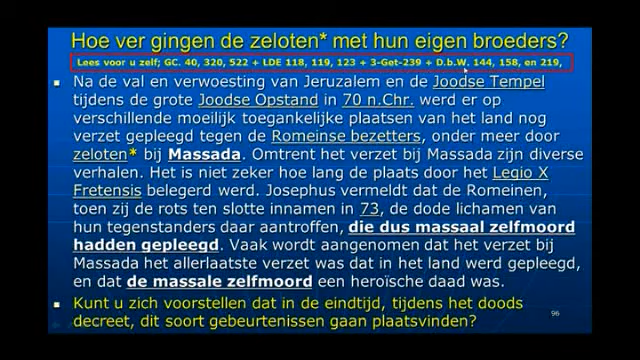 Hoe ver gingen de zeloten* met hun eigen broeders?
Lees voor u zelf; GC. 40, 320, 522 + LDE 118, 119, 123 + 3-Get-239 + D.b.W. 144, 158, en 219,
Na de val en verwoesting van Jeruzalem en de Joodse Tempel
tijdens de grote Joodse Opstand in 70 n.Chr. werd er op
verschillende moeilijk toegankelijke plaatsen van het land nog
verzet gepleegd tegen de Romeinse bezetters, onder meer door
zeloten* bij Massada. Omtrent het verzet bij Massada zijn diverse
verhalen. Het is niet zeker hoe lang de plaats door het Legio X
Fretensis belegerd werd. Josephus vermeldt dat de Romeinen,
toen zij de rots ten slotte innamen in 73, de dode lichamen van
hun tegenstanders daar aantroffen, die dus massaal zelfmoord
hadden gepleegd. Vaak wordt aangenomen dat het verzet bij
Massada het allerlaatste verzet was dat in het land werd gepleegd,
en dat de massale zelfmoord een heroïsche daad was.
Kunt u zich voorstellen dat in de eindtijd, tijdens het doods
decreet, dit soort gebeurtenissen gaan plaatsvinden?
96